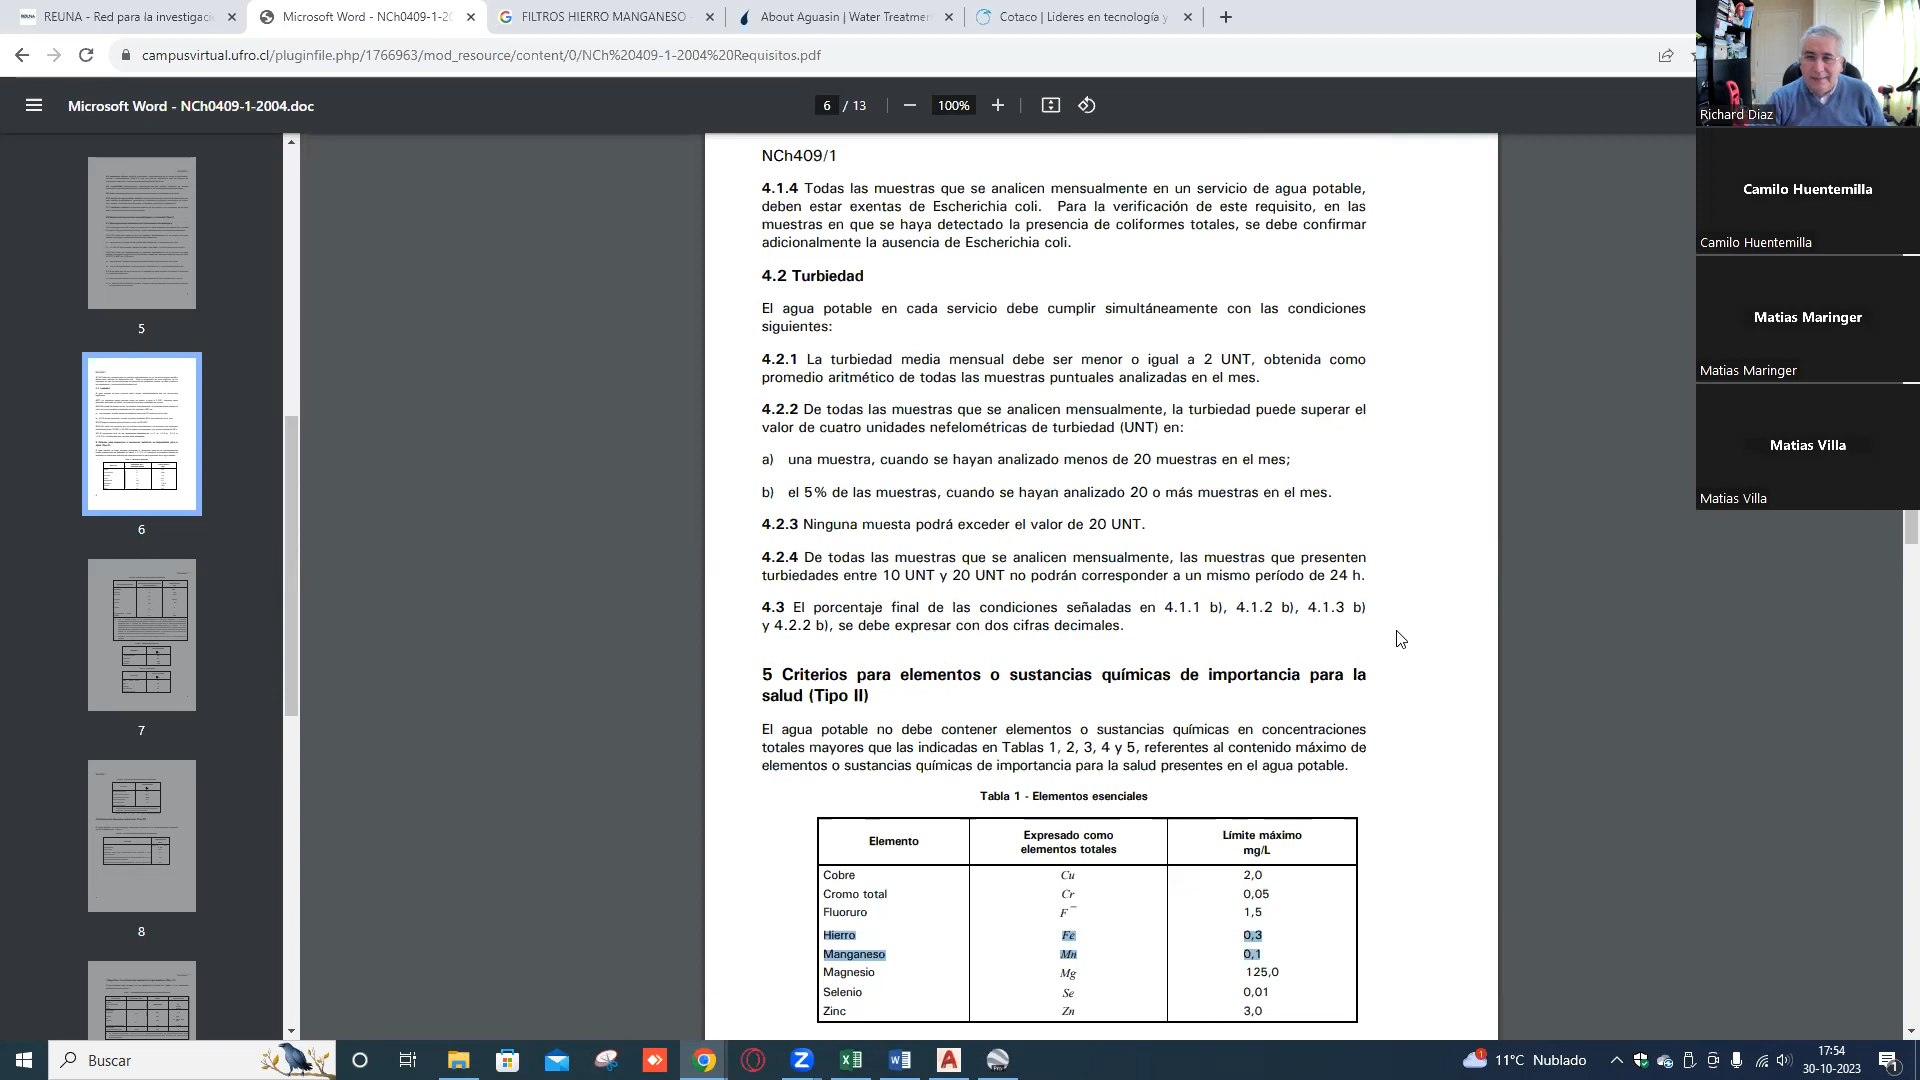 REUNA - Red para la investigaci
Microsoft Word - NCh0409-1-20
FILTROS HIERRO MANGANESO
About Aguasin | Water Treatmen
Cotaco | Lideres en tecnología y
campusvirtual.ufro.cl/pluginfile.php/1766963/mod_resource/content/0/NCh%20409-1-2004%20Requisitos.pdf
Microsoft Word - NCh0409-1-2004.doc
6 / 13
100%
5
6
7
8
NCh409/1
4.1.4 Todas las muestras que se analicen mensualmente en un servicio de agua potable,
deben estar exentas de Escherichia coli. Para la verificación de este requisito, en las
muestras en que se haya detectado la presencia de coliformes totales, se debe confirmar
adicionalmente la ausencia de Escherichia coli.
4.2 Turbiedad
El agua potable en cada servicio debe cumplir simultáneamente con las condiciones
siguientes:
4.2.1 La turbiedad media mensual debe ser menor o igual a 2 UNT, obtenida como
promedio aritmético de todas las muestras puntuales analizadas en el mes.
4.2.2 De todas las muestras que se analicen mensualmente, la turbiedad puede superar el
valor de cuatro unidades nefelométricas de turbiedad (UNT) en:
a) una muestra, cuando se hayan analizado menos de 20 muestras en el mes;
b) el 5% de las muestras, cuando se hayan analizado 20 o más muestras en el mes.
4.2.3 Ninguna muesta podrá exceder el valor de 20 UNT.
4.2.4 De todas las muestras que se analicen mensualmente, las muestras que presenten
turbiedades entre 10 UNT y 20 UNT no podrán corresponder a un mismo período de 24 h.
4.3 El porcentaje final de las condiciones señaladas en 4.1.1 b), 4.1.2 b), 4.1.3 b)
y 4.2.2 b), se debe expresar con dos cifras decimales.
5 Criterios para elementos o sustancias químicas de importancia para la
salud (Tipo II)
El agua potable no debe contener elementos o sustancias químicas en concentraciones
totales mayores que las indicadas en Tablas 1, 2, 3, 4 y 5, referentes al contenido máximo de
elementos o sustancias químicas de importancia para la salud presentes en el agua potable.
Tabla 1 - Elementos esenciales
Elemento
Expresado como
elementos totales
Límite máximo
mg/L
Cobre Cu 2,0
Cromo total Cr 0,05
Fluoruro F⁻ 1,5
Hierro Fe 0,3
Manganeso Mn 0,1
Magnesio Mg 125,0
Selenio Se 0,01
Zinc Zn 3,0
Richard Diaz
Camilo Huentemilla
Camilo Huentemilla
Matias Maringer
Matias Maringer
Matias Villa
Matias Villa
Buscar
11°C Nublado
17:54
30-10-2023